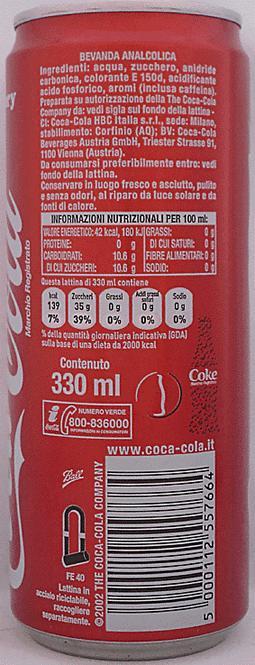 BEVANDA ANALCOLICA
Ingredienti: acqua, zucchero, anidride
carbonica, colorante E 150d, acidificante
acido fosforico, aromi (inclusa caffeina).
Preparata su autorizzazione della The Coca-Cola
Company da: vedi sigla sul fondo della lattina -
CI: Coca-Cola HBC Italia s.r.l., sede: Milano,
stabilimento: Corfinio (AQ); BV: Coca-Cola
Beverages Austria GmbH, Triester Strasse 91,
1100 Vienna (Austria).
Da consumarsi preferibilmente entro: vedi
fondo della lattina.
Conservare in luogo fresco e asciutto, pulito
e senza odori, al riparo da luce solare e da
fonti di calore.
INFORMAZIONI NUTRIZIONALI PER 100 ml:
VALORE ENERGETICO: 42 kcal, 180 kJ GRASSI: 0 g
PROTEINE: 0 g DI CUI SATURI: 0 g
CARBOIDRATI: 10.6 g FIBRE ALIMENTARI: 0 g
DI CUI ZUCCHERI: 10.6 g SODIO: 0 g
Questa lattina di 330 ml contiene
kcal Zuccheri Grassi Acidi grassi saturi Sodio
139 35 g 0 g 0 g 0 g
7% 39% 0% 0% 0%
% della quantità giornaliera indicativa (GDA)
sulla base di una dieta da 2000 kcal
Contenuto
330 ml
Coke
Marchio Registrato
NUMERO VERDE
800-836000
INFORMAZIONI AI CONSUMATORI
www.coca-cola.it
Ball
FE 40
Lattina in
acciaio riciclabile,
raccogliere
separatamente.
©2002 THE COCA-COLA COMPANY
5 000112 557664
Marchio Registrato